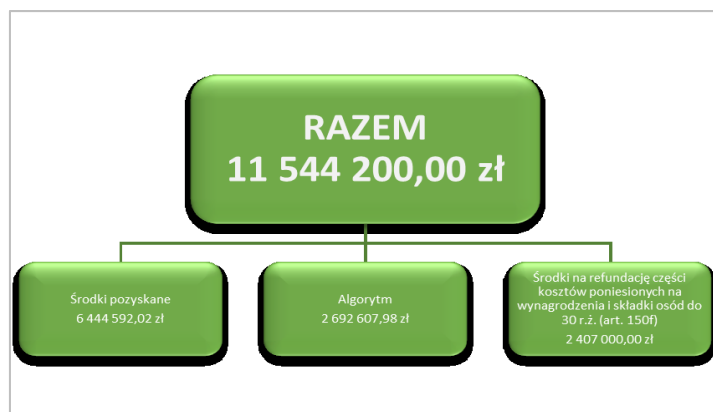 RAZEM
11 544 200,00 zł
Środki pozyskane
6 444 592,02 zł
Algorytm
2 692 607,98 zł
Środki na refundację części
kosztów poniesionych na
wynagrodzenia i składki osób do
30 r.ż. (art. 150f)
2 407 000,00 zł